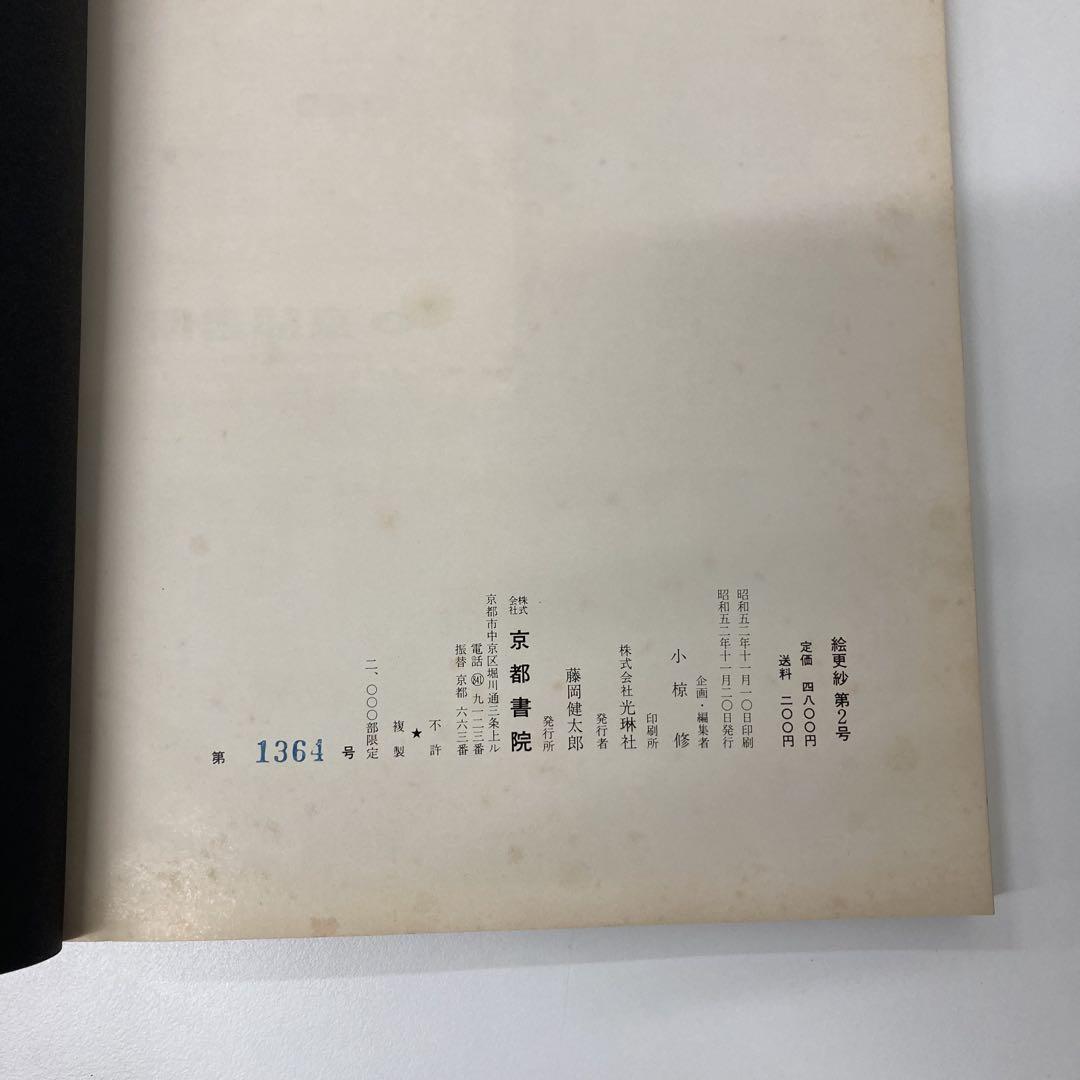 絵更紗 第2号
定価 四八〇〇円
送料 二〇〇円
昭和五二年十一月一〇日印刷
昭和五二年十一月二〇日発行
企画・編集者
小椋 修
印刷所
株式会社光琳社
発行者
藤岡健太郎
発行所
株式会社 京都書院
京都市中京区堀川通三条上ル
電話(841)九一二三番
振替 京都 六六三番
不許
★
複製
二、〇〇〇部限定
第 1364 号